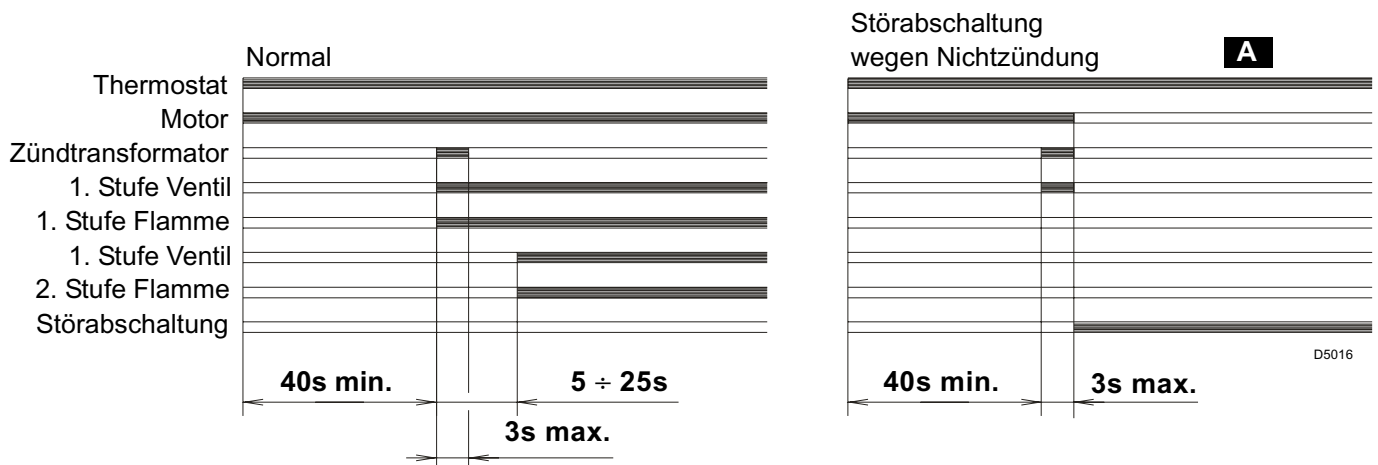 Normal
Thermostat
Motor
Zündtransformator
1. Stufe Ventil
1. Stufe Flamme
1. Stufe Ventil
2. Stufe Flamme
Störabschaltung
40s min.
5 ÷ 25s
3s max.
Störabschaltung
wegen Nichtzündung
A
D5016
40s min.
3s max.